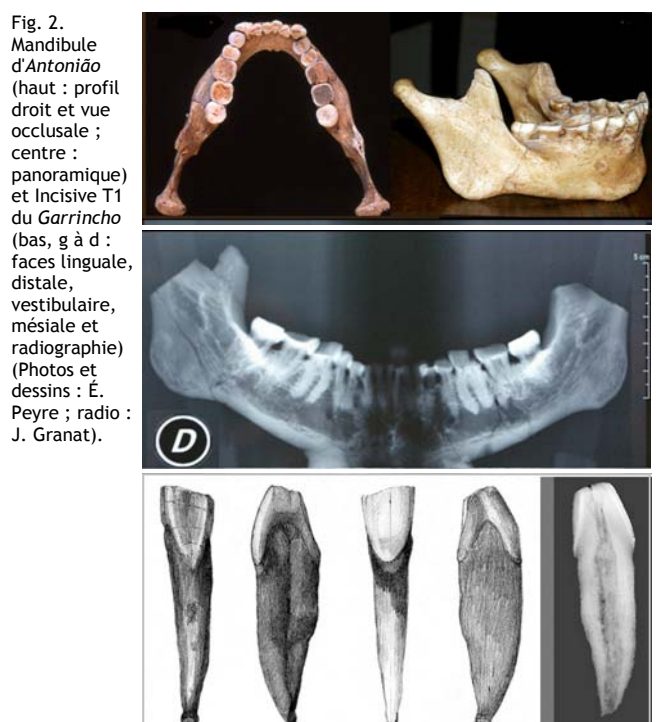 Fig. 2.
Mandibule
d'Antonião
(haut : profil
droit et vue
occlusale ;
centre :
panoramique)
et Incisive T1
du Garrincho
(bas, g à d :
faces linguale,
distale,
vestibulaire,
mésiale et
radiographie)
(Photos et
dessins : É.
Peyre ; radio :
J. Granat).
5 cm
D